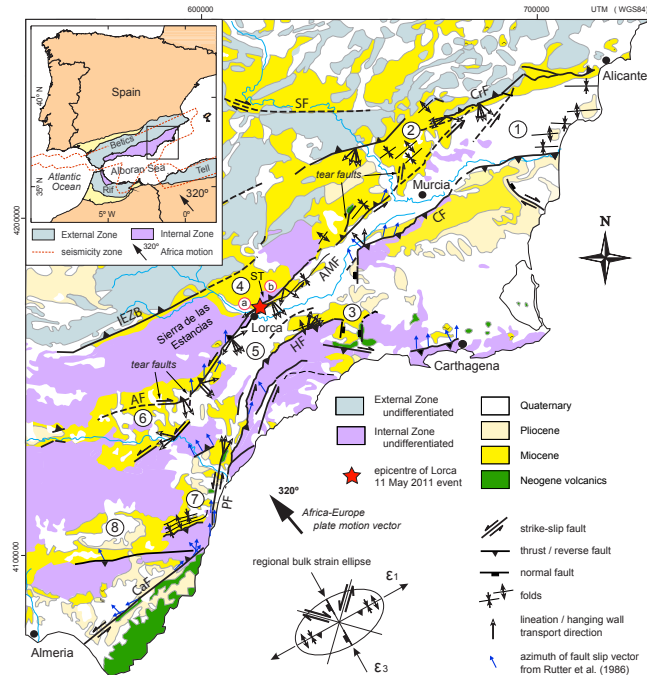 600000
700000
UTM ( WGS84)
Spain
40° N
Betics
Atlantic
Ocean
Alboran Sea
Rif
Tell
36° N
5° W
0°
320°
External Zone
Internal Zone
seismicity zone
320°
Africa motion
Alicante
SF
CrF
1
2
tear faults
Murcia
CF
420000
N
AMF
4
ST
b
a
IEZB
Lorca
Sierra de las
Estancias
3
5
HF
Carthagena
tear faults
AF
6
PF
7
8
4100000
CaF
Almeria
External Zone
undifferentiated
Internal Zone
undifferentiated
epicentre of Lorca
11 May 2011 event
Quaternary
Pliocene
Miocene
Neogene volcanics
320°
Africa-Europe
plate motion vector
regional bulk strain ellipse
ε1
ε3
strike-slip fault
thrust / reverse fault
normal fault
folds
lineation / hanging wall
transport direction
azimuth of fault slip vector
from Rutter et al. (1986)